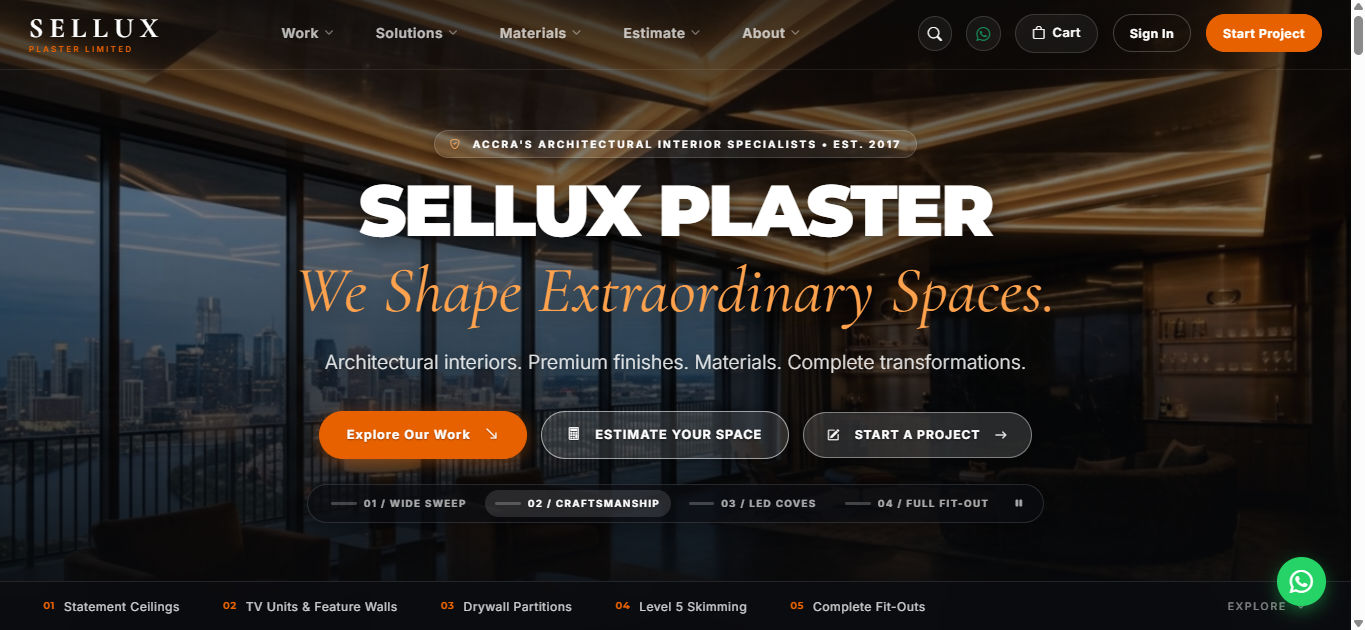 SELLUX
PLASTER LIMITED
Work
Solutions
Materials
Estimate
About
Cart
Sign In
Start Project
ACCRA'S ARCHITECTURAL INTERIOR SPECIALISTS • EST. 2017
SELLUX PLASTER
We Shape Extraordinary Spaces.
Architectural interiors. Premium finishes. Materials. Complete transformations.
Explore Our Work
ESTIMATE YOUR SPACE
START A PROJECT
01 / WIDE SWEEP
02 / CRAFTSMANSHIP
03 / LED COVES
04 / FULL FIT-OUT
01 Statement Ceilings
02 TV Units & Feature Walls
03 Drywall Partitions
04 Level 5 Skimming
05 Complete Fit-Outs
EXPLORE